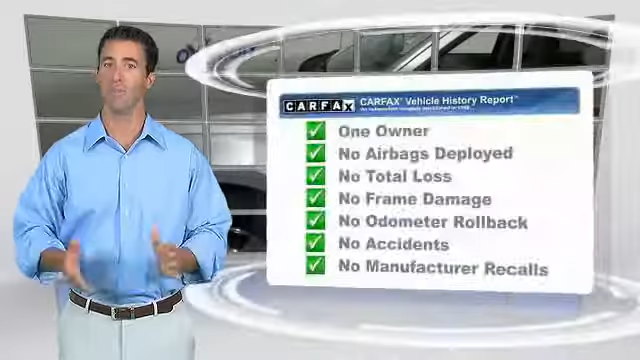 CARFAX CARFAX Vehicle History Report™
One Owner
No Airbags Deployed
No Total Loss
No Frame Damage
No Odometer Rollback
No Accidents
No Manufacturer Recalls